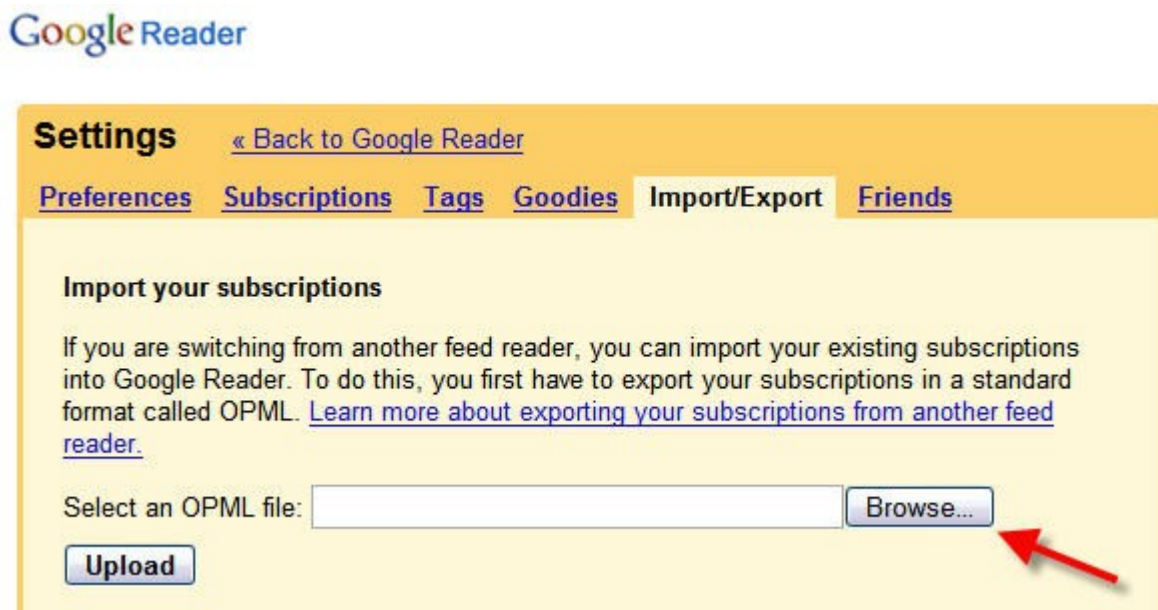 Google Reader
Settings « Back to Google Reader
Preferences Subscriptions Tags Goodies Import/Export Friends
Import your subscriptions
If you are switching from another feed reader, you can import your existing subscriptions
into Google Reader. To do this, you first have to export your subscriptions in a standard
format called OPML. Learn more about exporting your subscriptions from another feed
reader.
Select an OPML file: Browse...
Upload